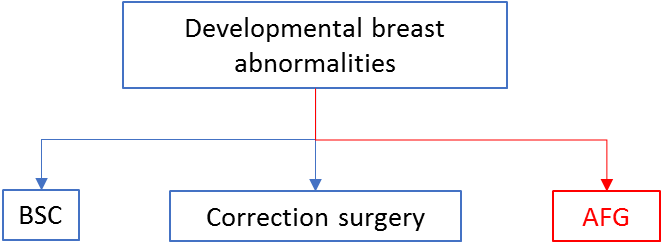 Developmental breast
abnormalities
BSC
Correction surgery
AFG